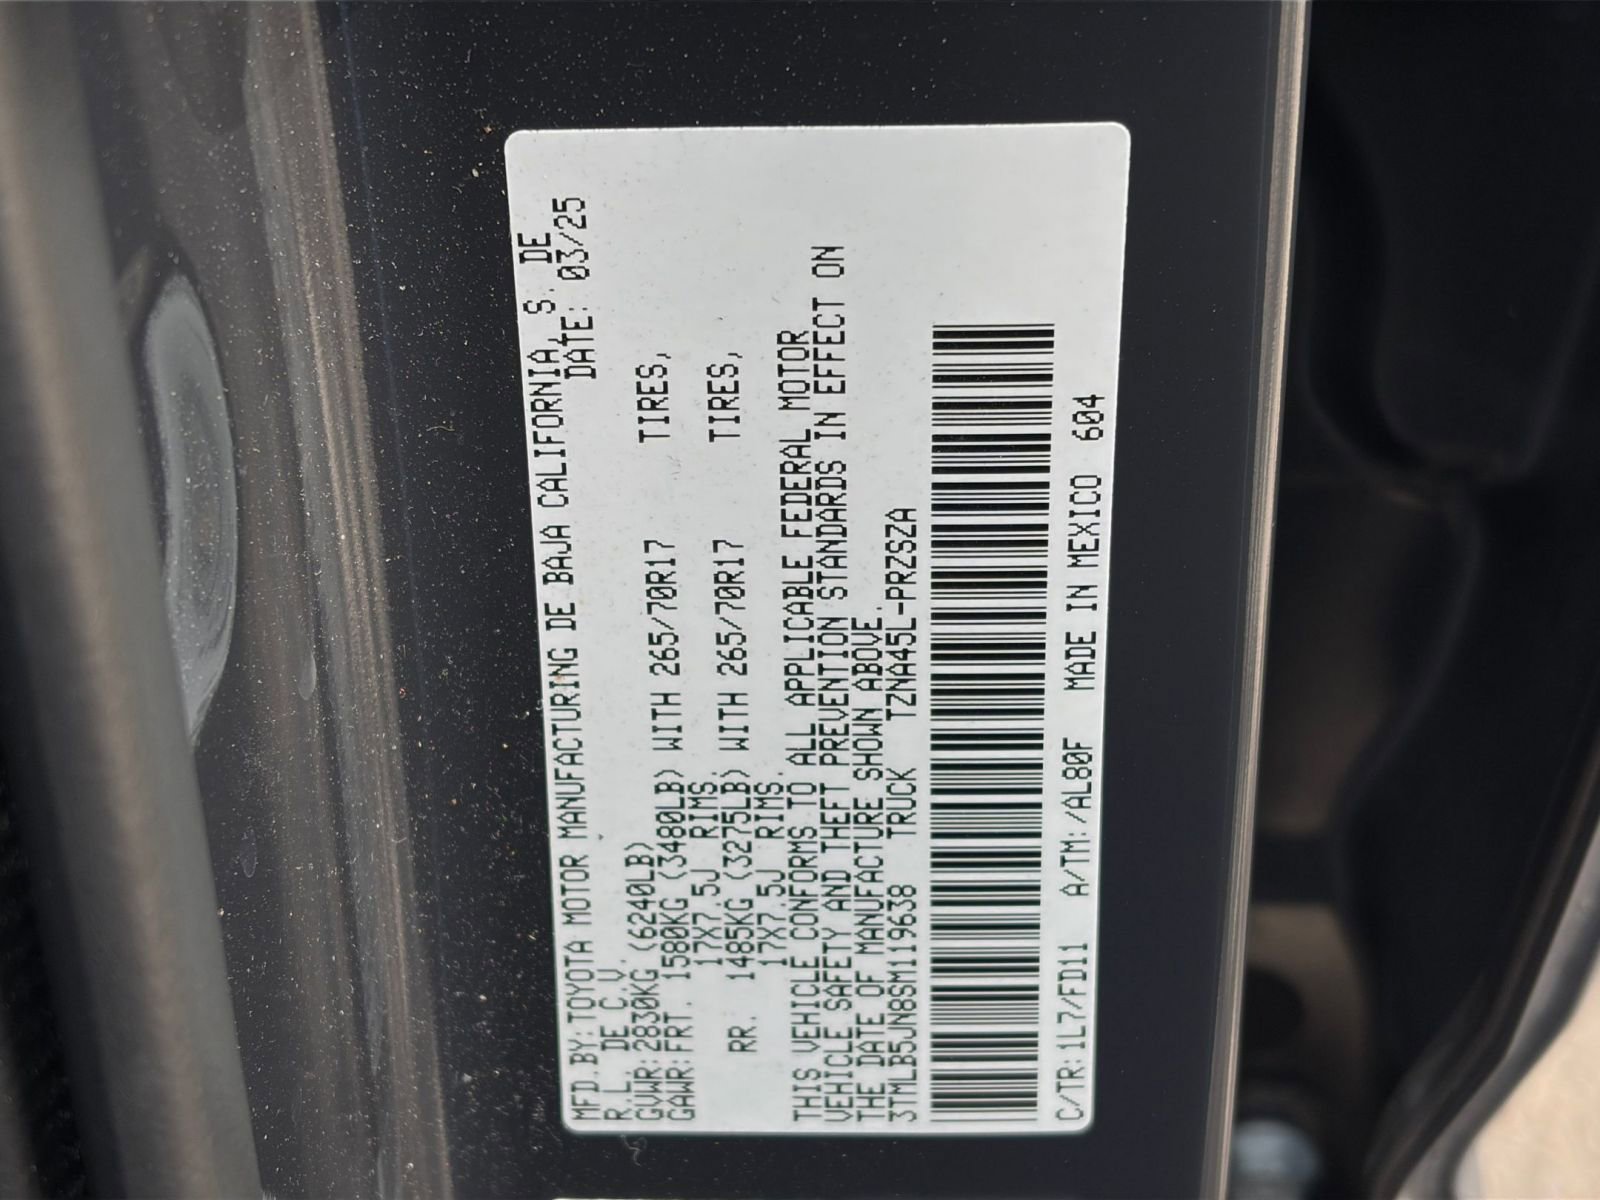 MFD.BY: TOYOTA MOTOR MANUFACTURING DE BAJA CALIFORNIA, S. DE
R.L. DE C.V. DATE: 03/25
GVWR: 2830KG (6240LB)
GAWR: FRT. 1580KG (3480LB) WITH 265/70R17 TIRES,
17X7.5J RIMS.
RR. 1485KG (3275LB) WITH 265/70R17 TIRES,
17X7.5J RIMS.
THIS VEHICLE CONFORMS TO ALL APPLICABLE FEDERAL MOTOR
VEHICLE SAFETY AND THEFT PREVENTION STANDARDS IN EFFECT ON
THE DATE OF MANUFACTURE SHOWN ABOVE.
3TMLB5JN8SM119638 TRUCK TZNA45L-PRZSZA
C/TR: 1L7/FD11 A/TM: /AL80F MADE IN MEXICO 604